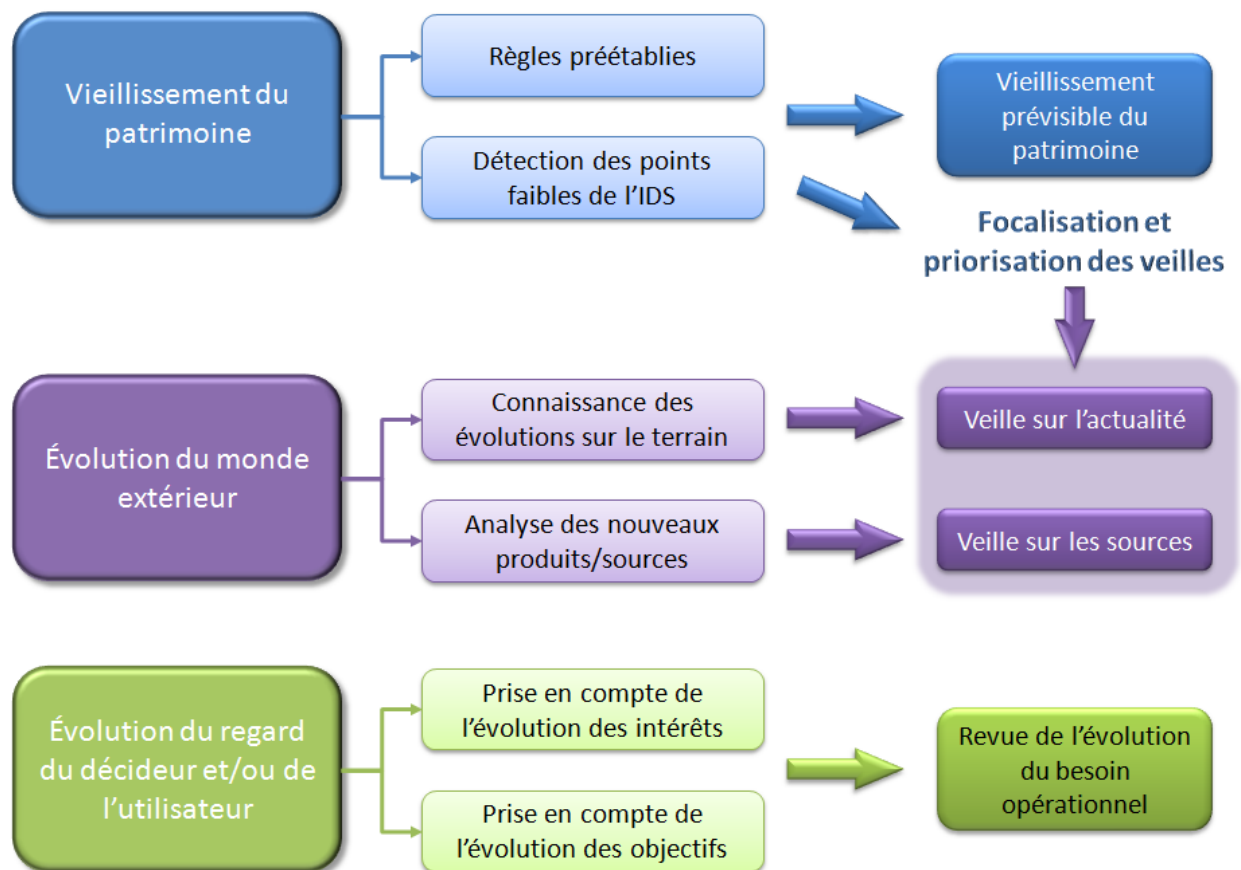 Vieillissement du
patrimoine
Règles préétablies
Détection des points
faibles de l’IDS
Vieillissement
prévisible du
patrimoine
Focalisation et
priorisation des veilles
Évolution du monde
extérieur
Connaissance des
évolutions sur le terrain
Analyse des nouveaux
produits/sources
Veille sur l’actualité
Veille sur les sources
Évolution du regard
du décideur et/ou de
l’utilisateur
Prise en compte de
l’évolution des intérêts
Prise en compte de
l’évolution des objectifs
Revue de l’évolution
du besoin
opérationnel